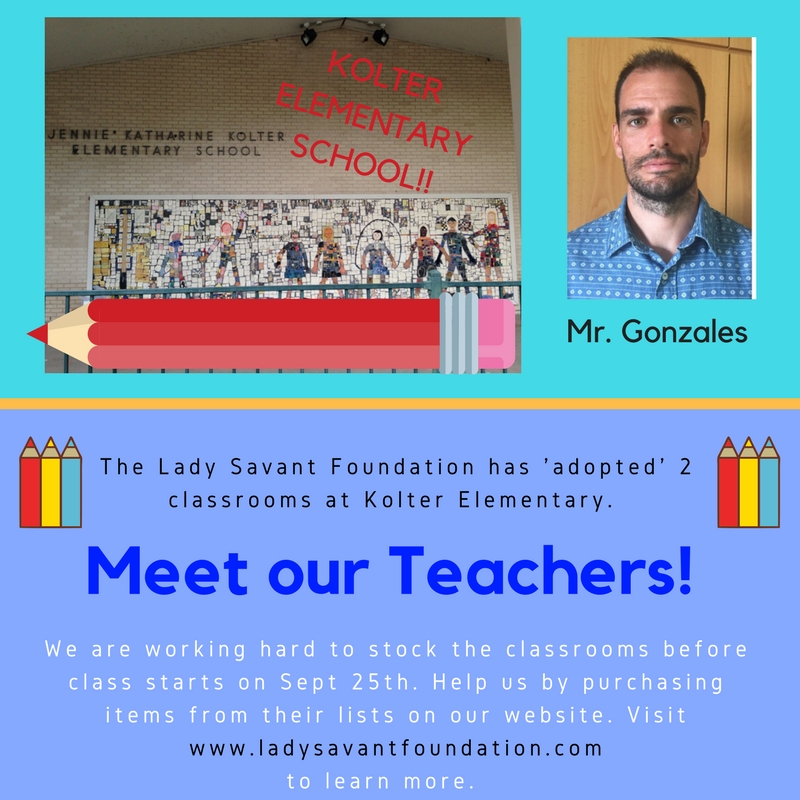 KOLTER
ELEMENTARY
SCHOOL!!
JENNIE KATHARINE KOLTER
ELEMENTARY SCHOOL
Mr. Gonzales
The Lady Savant Foundation has 'adopted' 2
classrooms at Kolter Elementary.
Meet our Teachers!
We are working hard to stock the classrooms before
class starts on Sept 25th. Help us by purchasing
items from their lists on our website. Visit
www.ladysavantfoundation.com
to learn more.